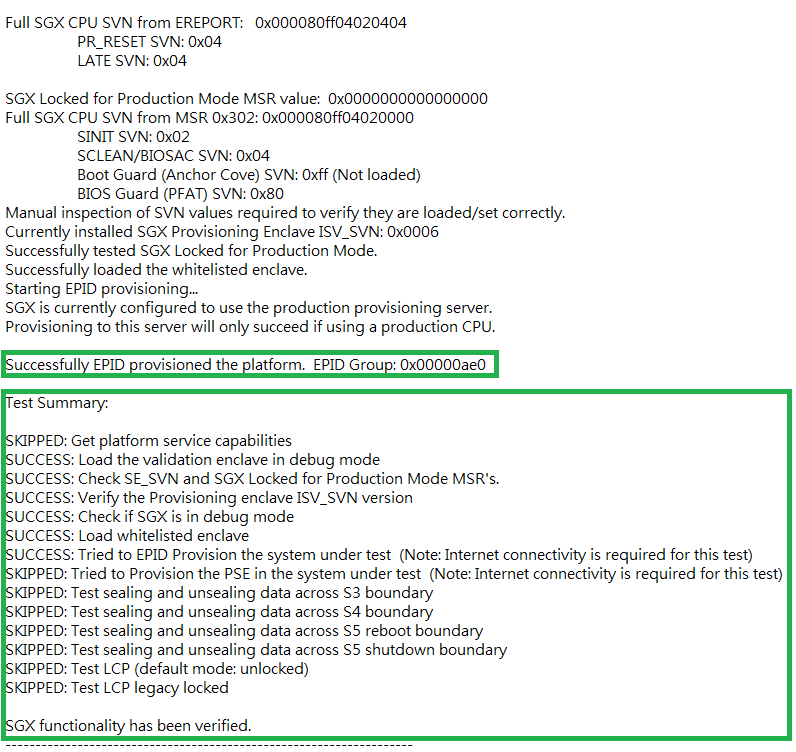 Full SGX CPU SVN from EREPORT: 0x000080ff04020404
PR_RESET SVN: 0x04
LATE SVN: 0x04
SGX Locked for Production Mode MSR value: 0x0000000000000000
Full SGX CPU SVN from MSR 0x302: 0x000080ff04020000
SINIT SVN: 0x02
SCLEAN/BIOSAC SVN: 0x04
Boot Guard (Anchor Cove) SVN: 0xff (Not loaded)
BIOS Guard (PFAT) SVN: 0x80
Manual inspection of SVN values required to verify they are loaded/set correctly.
Currently installed SGX Provisioning Enclave ISV_SVN: 0x0006
Successfully tested SGX Locked for Production Mode.
Successfully loaded the whitelisted enclave.
Starting EPID provisioning...
SGX is currently configured to use the production provisioning server.
Provisioning to this server will only succeed if using a production CPU.
Successfully EPID provisioned the platform. EPID Group: 0x00000ae0
Test Summary:
SKIPPED: Get platform service capabilities
SUCCESS: Load the validation enclave in debug mode
SUCCESS: Check SE_SVN and SGX Locked for Production Mode MSR's.
SUCCESS: Verify the Provisioning enclave ISV_SVN version
SUCCESS: Check if SGX is in debug mode
SUCCESS: Load whitelisted enclave
SUCCESS: Tried to EPID Provision the system under test (Note: Internet connectivity is required for this test)
SKIPPED: Tried to Provision the PSE in the system under test (Note: Internet connectivity is required for this test)
SKIPPED: Test sealing and unsealing data across S3 boundary
SKIPPED: Test sealing and unsealing data across S4 boundary
SKIPPED: Test sealing and unsealing data across S5 reboot boundary
SKIPPED: Test sealing and unsealing data across S5 shutdown boundary
SKIPPED: Test LCP (default mode: unlocked)
SKIPPED: Test LCP legacy locked
SGX functionality has been verified.